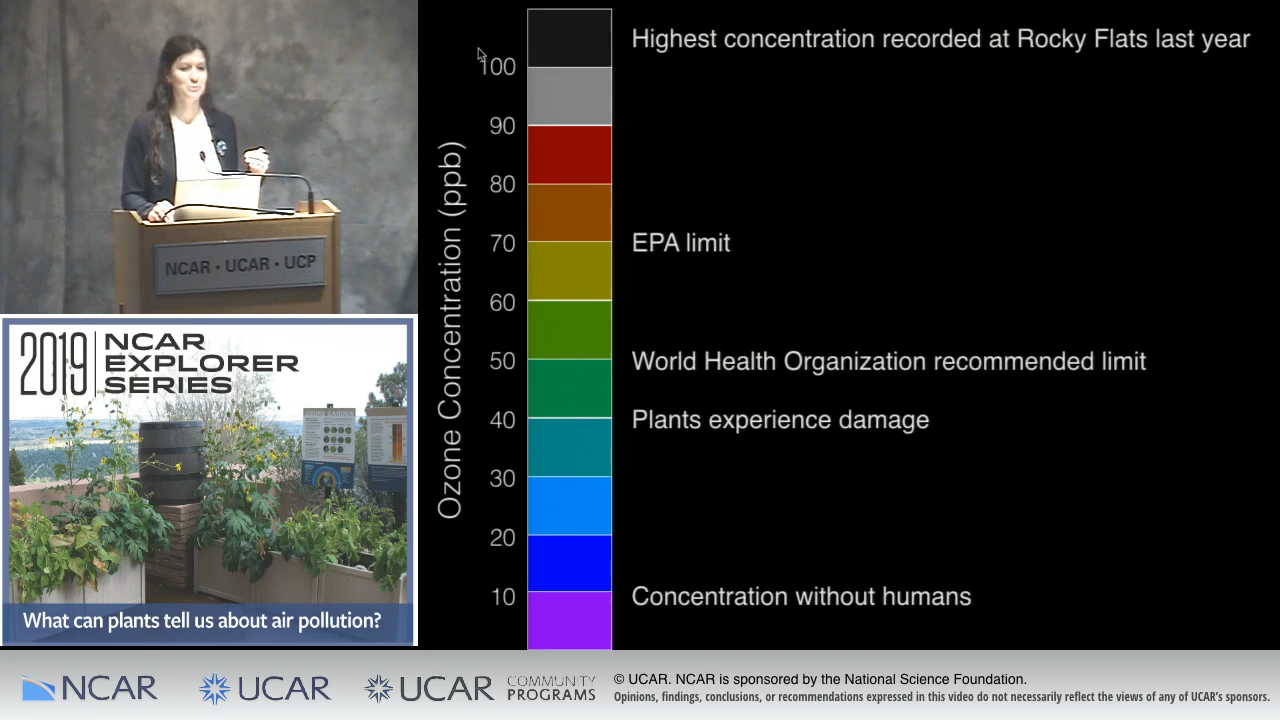 Highest concentration recorded at Rocky Flats last year
100
90
80
70
EPA limit
60
50
World Health Organization recommended limit
40
Plants experience damage
30
20
10
Concentration without humans
Ozone Concentration (ppb)
NCAR • UCAR • UCP
2019
NCAR
EXPLORER
SERIES
OZONE GARDEN
What can plants tell us about air pollution?
NCAR
UCAR
UCAR
COMMUNITY
PROGRAMS
© UCAR. NCAR is sponsored by the National Science Foundation.
Opinions, findings, conclusions, or recommendations expressed in this video do not necessarily reflect the views of any of UCAR's sponsors.